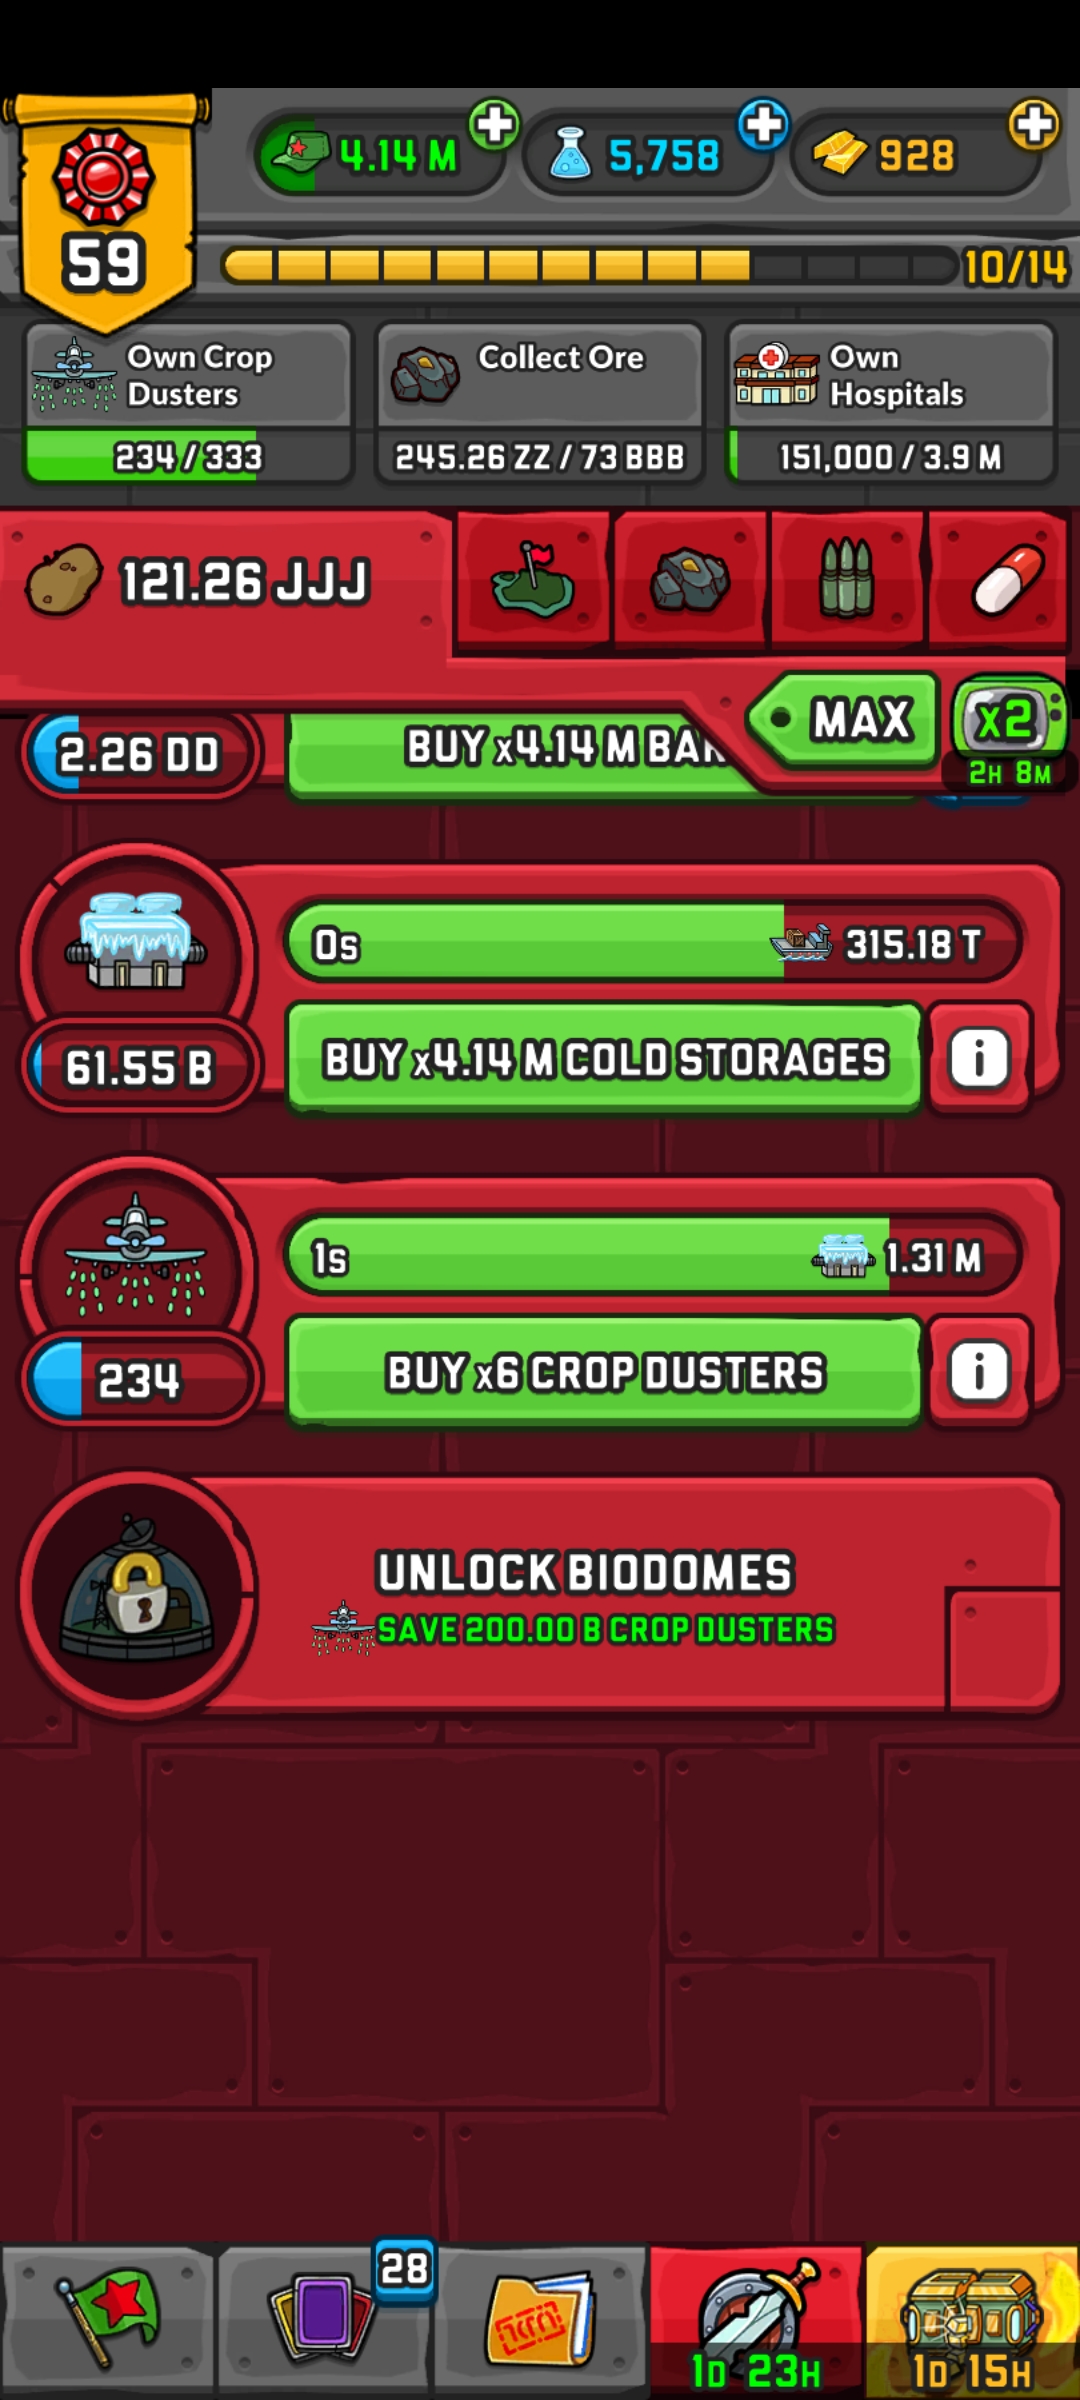 4.14 M
5,758
928
59
10/14
Own Crop
Dusters
234 / 333
Collect Ore
245.26 ZZ / 73 BBB
Own
Hospitals
151,000 / 3.9 M
121.26 JJJ
MAX
x2
2H 8M
2.26 DD
BUY x4.14 M
0s
315.18 T
61.55 B
BUY x4.14 M COLD STORAGES
i
1s
1.31 M
234
BUY x6 CROP DUSTERS
i
UNLOCK BIODOMES
SAVE 200.00 B CROP DUSTERS
28
1D 23H
1D 15H